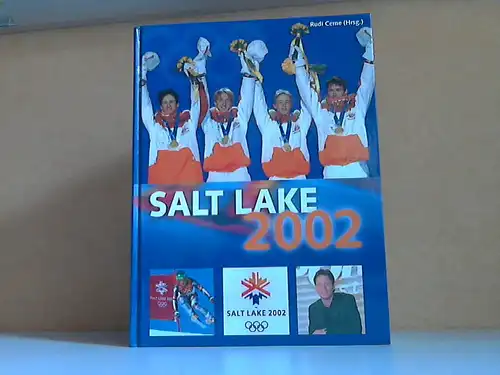 Rudi Cerne (Hrsg.)
SALT LAKE
2002
SALT LAKE 2002